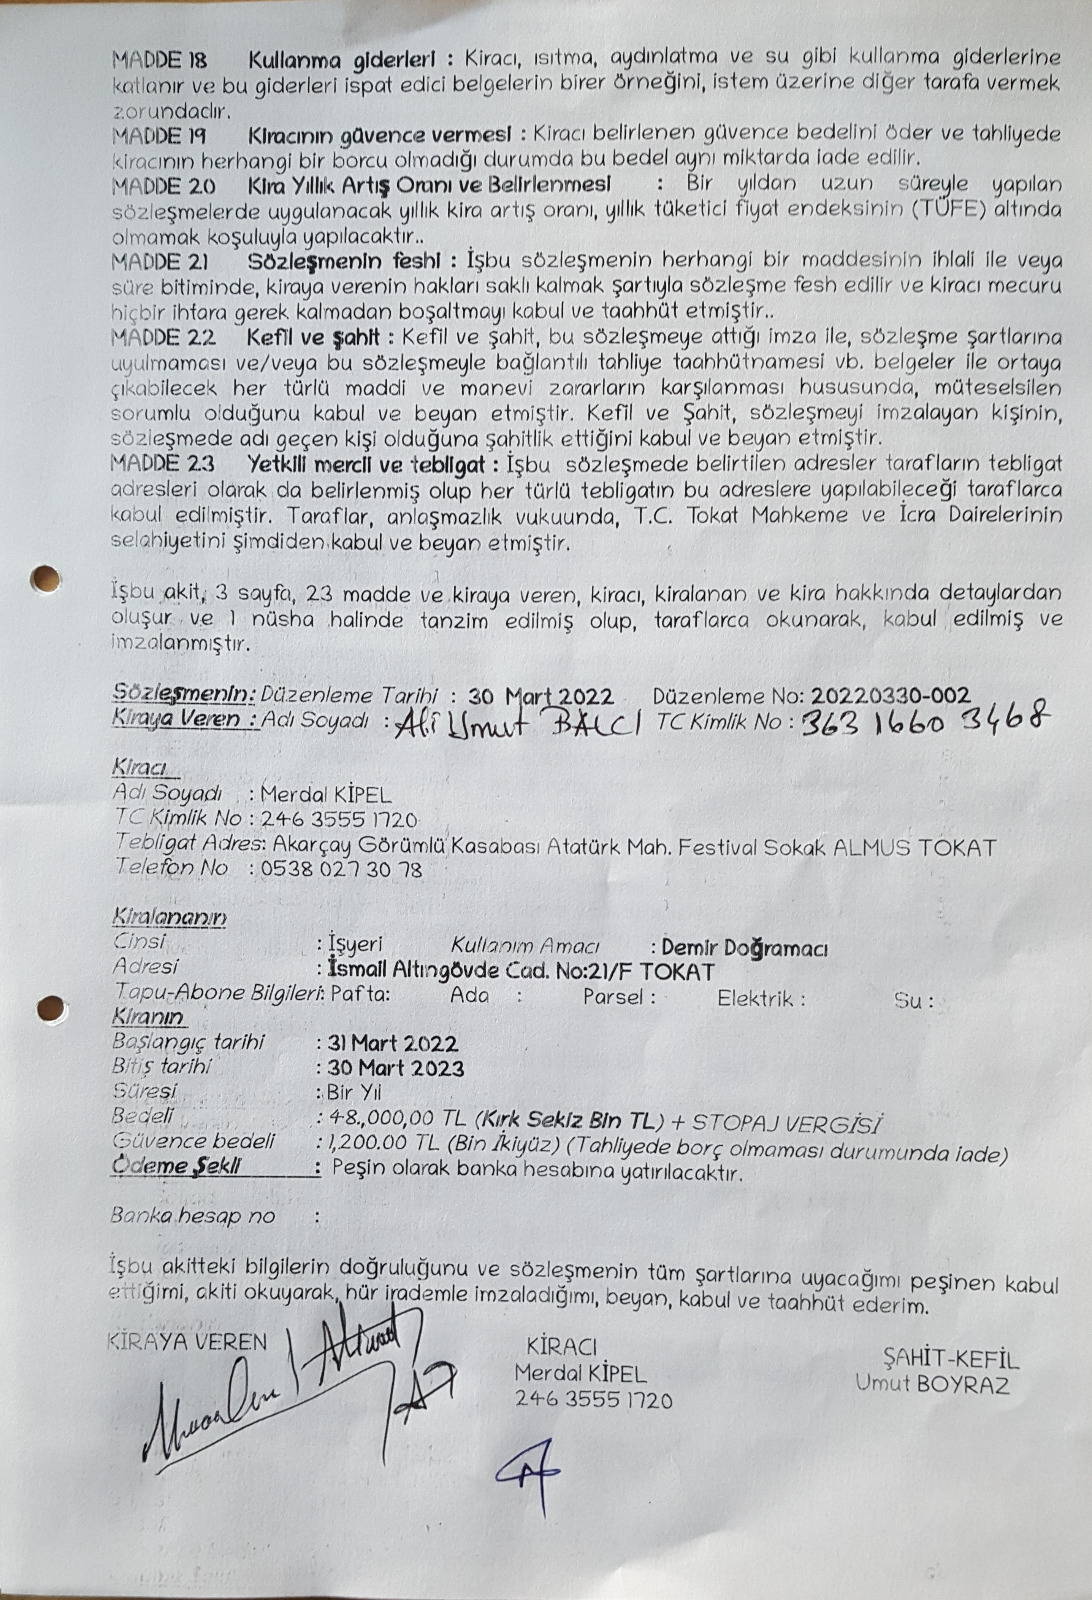 MADDE 18 Kullanma giderleri : Kiracı, ısıtma, aydınlatma ve su gibi kullanma giderlerine
katlanır ve bu giderleri ispat edici belgelerin birer örneğini, istem üzerine diğer tarafa vermek
zorundadır.
MADDE 19 Kiracının güvence vermesi : Kiracı belirlenen güvence bedelini öder ve tahliyede
kiracının herhangi bir borcu olmadığı durumda bu bedel aynı miktarda iade edilir.
MADDE 20 Kira Yıllık Artış Oranı ve Belirlenmesi : Bir yıldan uzun süreyle yapılan
sözleşmelerde uygulanacak yıllık kira artış oranı, yıllık tüketici fiyat endeksinin (TÜFE) altında
olmamak koşuluyla yapılacaktır..
MADDE 21 Sözleşmenin feshi : İşbu sözleşmenin herhangi bir maddesinin ihlali ile veya
süre bitiminde, kiraya verenin hakları saklı kalmak şartıyla sözleşme fesh edilir ve kiracı mecuru
hiçbir ihtara gerek kalmadan boşaltmayı kabul ve taahhüt etmiştir..
MADDE 22 Kefil ve şahit : Kefil ve şahit, bu sözleşmeye attığı imza ile, sözleşme şartlarına
uyulmaması ve/veya bu sözleşmeyle bağlantılı tahliye taahhütnamesi vb. belgeler ile ortaya
çıkabilecek her türlü maddi ve manevi zararların karşılanması hususunda, müteselsilen
sorumlu olduğunu kabul ve beyan etmiştir. Kefil ve Şahit, sözleşmeyi imzalayan kişinin,
sözleşmede adı geçen kişi olduğuna şahitlik ettiğini kabul ve beyan etmiştir.
MADDE 23 Yetkili mercii ve tebligat : İşbu sözleşmede belirtilen adresler tarafların tebligat
adresleri olarak da belirlenmiş olup her türlü tebligatın bu adreslere yapılabileceği taraflarca
kabul edilmiştir. Taraflar, anlaşmazlık vukuunda, T.C. Tokat Mahkeme ve İcra Dairelerinin
selahiyetini şimdiden kabul ve beyan etmiştir.
İşbu akit, 3 sayfa, 23 madde ve kiraya veren, kiracı, kiralanan ve kira hakkında detaylardan
oluşur ve 1 nüsha halinde tanzim edilmiş olup, taraflarca okunarak, kabul edilmiş ve
imzalanmıştır.
Sözleşmenin: Düzenleme Tarihi : 30 Mart 2022 Düzenleme No: 20220330-002
Kiraya Veren : Adı Soyadı : Ali Umut BALCI TC Kimlik No : 363 1660 3468
Kiracı
Adı Soyadı : Merdal KİPEL
TC Kimlik No : 246 3555 1720
Tebligat Adres: Akarçay Görümlü Kasabası Atatürk Mah. Festival Sokak ALMUS TOKAT
Telefon No : 0538 027 30 78
Kiralananın
Cinsi : İşyeri Kullanım Amacı : Demir Doğramacı
Adresi : İsmail Altıngövde Cad. No:21/F TOKAT
Tapu-Abone Bilgileri: Pafta: Ada : Parsel : Elektrik : Su :
Kiranın
Başlangıç tarihi : 31 Mart 2022
Bitiş tarihi : 30 Mart 2023
Süresi : Bir Yıl
Bedeli : 48,000,00 TL (Kırk Sekiz Bin TL) + STOPAJ VERGİSİ
Güvence bedeli : 1,200.00 TL (Bin İkiyüz) (Tahliyede borç olmaması durumunda iade)
Ödeme Şekli : Peşin olarak banka hesabına yatırılacaktır.
Banka hesap no :
İşbu akitteki bilgilerin doğruluğunu ve sözleşmenin tüm şartlarına uyacağımı peşinen kabul
ettiğimi, akiti okuyarak, hür irademle imzaladığımı, beyan, kabul ve taahhüt ederim.
KİRAYA VEREN KİRACI ŞAHİT-KEFİL
Merdal KİPEL Umut BOYRAZ
246 3555 1720